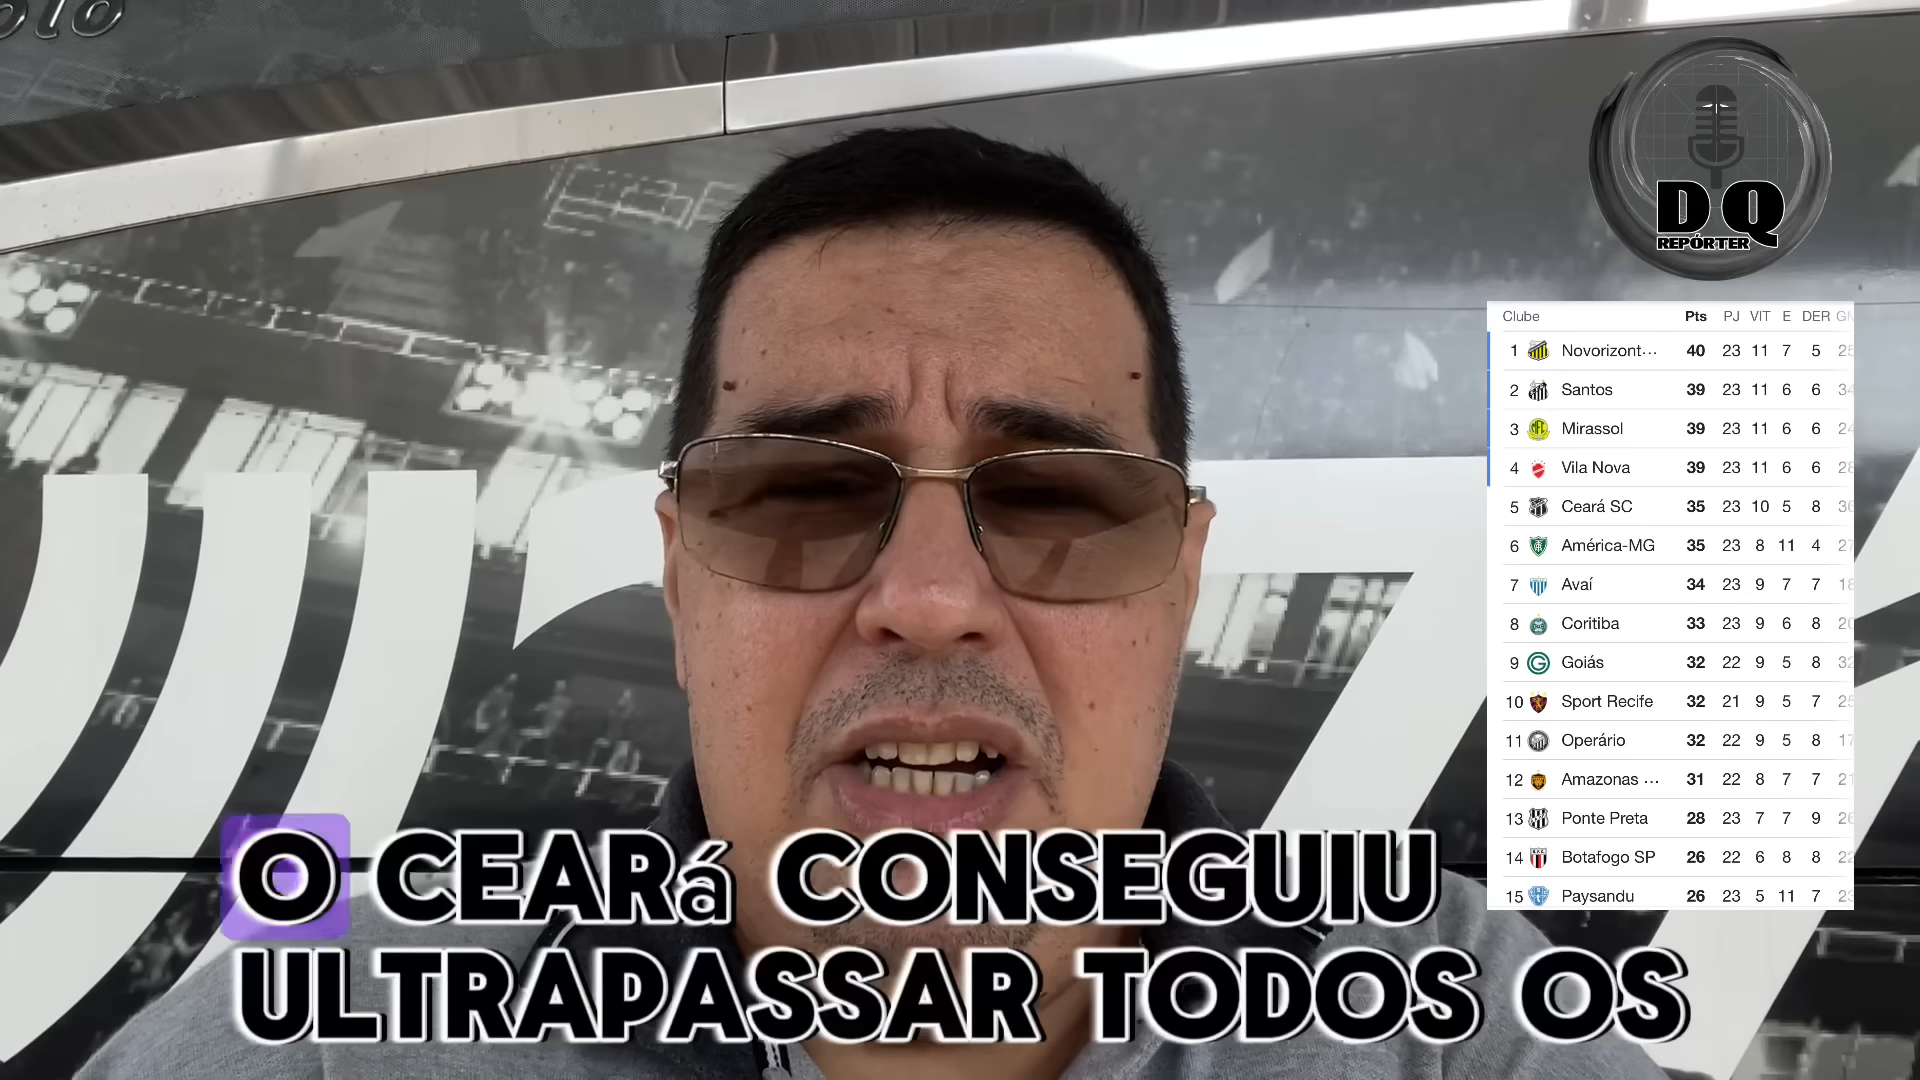 DQ
REPÓRTER
Clube Pts PJ VIT E DER
1 Novorizont... 40 23 11 7 5
2 Santos 39 23 11 6 6
3 Mirassol 39 23 11 6 6
4 Vila Nova 39 23 11 6 6
5 Ceará SC 35 23 10 5 8
6 América-MG 35 23 8 11 4
7 Avaí 34 23 9 7 7
8 Coritiba 33 23 9 6 8
9 Goiás 32 22 9 5 8
10 Sport Recife 32 21 9 5 7
11 Operário 32 22 9 5 8
12 Amazonas ... 31 22 8 7 7
13 Ponte Preta 28 23 7 7 9
14 Botafogo SP 26 22 6 8 8
15 Paysandu 26 23 5 11 7
O CEARá CONSEGUIU
ULTRAPASSAR TODOS OS